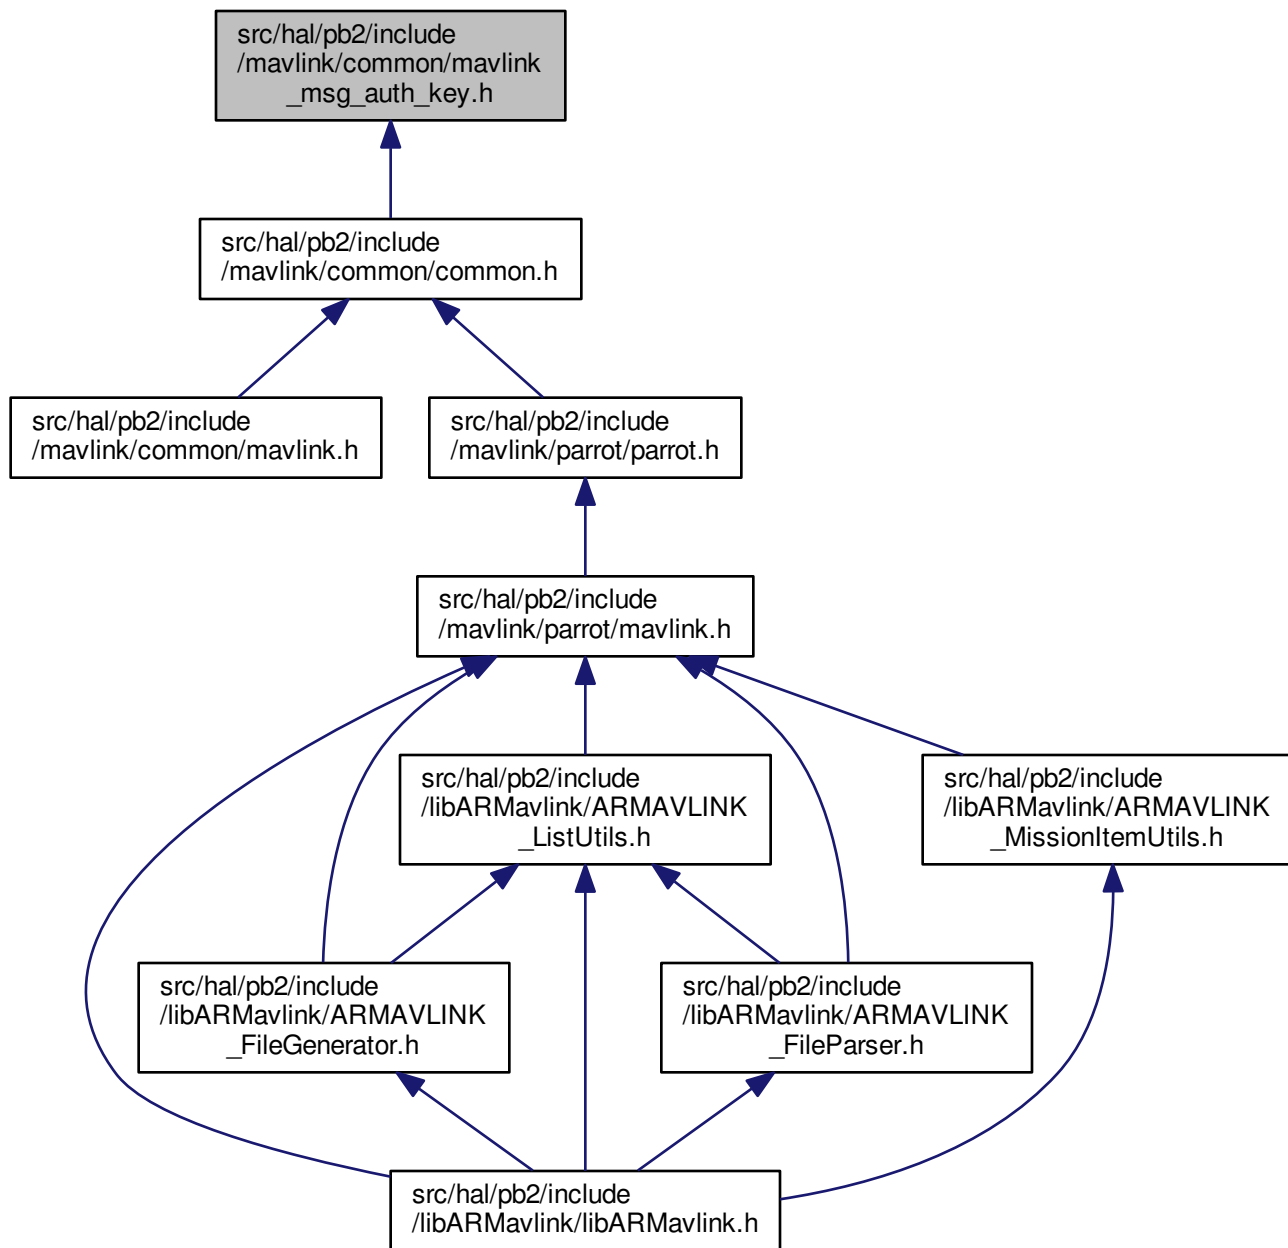 src/hal/pb2/include
/mavlink/common/mavlink
_msg_auth_key.h
src/hal/pb2/include
/mavlink/common/common.h
src/hal/pb2/include
/mavlink/common/mavlink.h
src/hal/pb2/include
/mavlink/parrot/parrot.h
src/hal/pb2/include
/mavlink/parrot/mavlink.h
src/hal/pb2/include
/libARMavlink/ARMAVLINK
_ListUtils.h
src/hal/pb2/include
/libARMavlink/ARMAVLINK
_MissionItemUtils.h
src/hal/pb2/include
/libARMavlink/ARMAVLINK
_FileGenerator.h
src/hal/pb2/include
/libARMavlink/ARMAVLINK
_FileParser.h
src/hal/pb2/include
/libARMavlink/libARMavlink.h